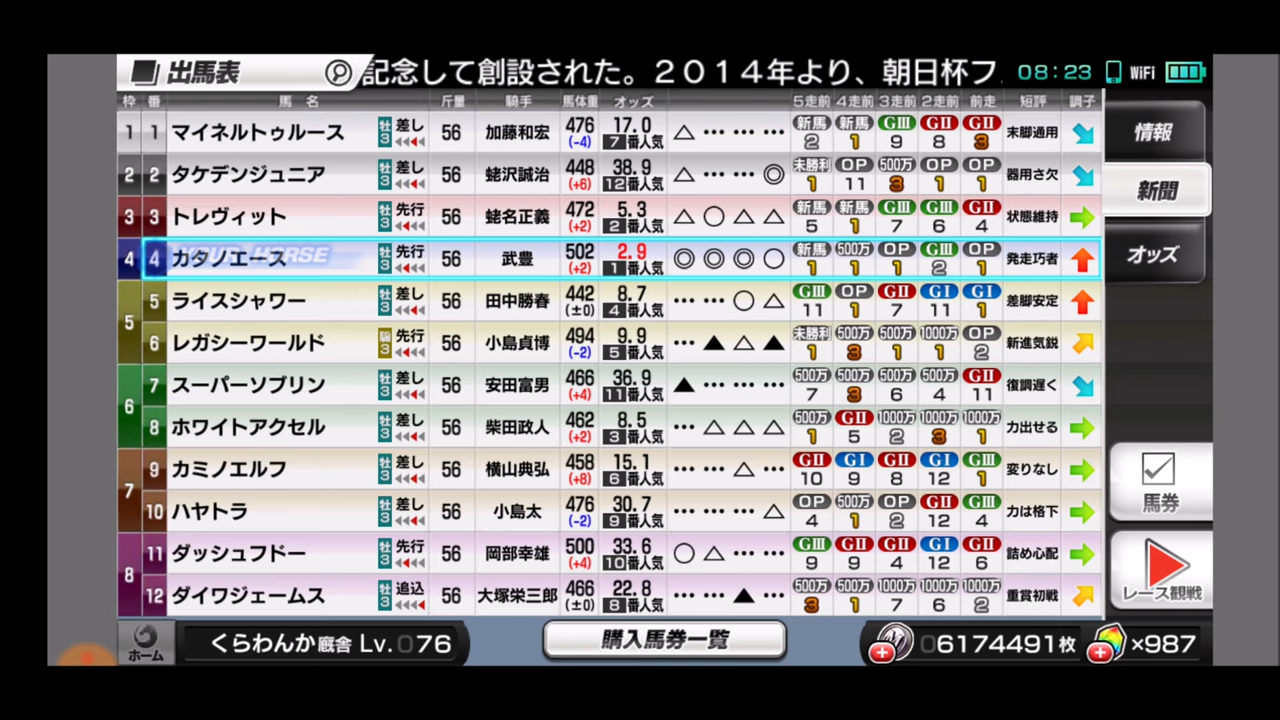 出馬表 記念して創設された。2014年より、朝日杯フ 08:23 WiFi
枠 番 馬 名 斤量 騎手 馬体重 オッズ 5走前 4走前 3走前 2走前 前走 短評 調子
1 1 マイネルトゥルース 牡3 差し 56 加藤和宏 476 (-4) 17.0 7番人気 △ … … … 新馬 2 新馬 1 GIII 9 GII 8 GII 3 末脚通用
2 2 タケデンジュニア 牡3 差し 56 蛯沢誠治 448 (+6) 38.9 12番人気 △ … … ◎ 未勝利 1 OP 11 500万 3 OP 1 OP 1 器用さ欠
3 3 トレヴィット 牡3 先行 56 蛯名正義 472 (+2) 5.3 2番人気 △ ○ △ △ 新馬 5 新馬 1 GIII 7 GIII 6 GII 4 状態維持
4 4 カタノエース YOUR HORSE 牡3 先行 56 武豊 502 (+2) 2.9 1番人気 ◎ ◎ ◎ ○ 新馬 1 500万 1 OP 1 GIII 2 OP 1 発走巧者
5 5 ライスシャワー 牡3 差し 56 田中勝春 442 (±0) 8.7 4番人気 … … ○ △ GIII 11 OP 1 GII 7 GI 11 GI 1 差脚安定
6 レガシーワールド 騸3 先行 56 小島貞博 494 (-2) 9.9 5番人気 … ▲ △ ▲ 未勝利 1 500万 3 500万 1 1000万 1 OP 2 新進気鋭
6 7 スーパーソブリン 牡3 差し 56 安田富男 466 (+4) 36.9 11番人気 ▲ … … … 500万 7 500万 3 500万 6 500万 4 GII 11 復調遅く
8 ホワイトアクセル 牡3 差し 56 柴田政人 462 (+2) 8.5 3番人気 … △ △ △ 500万 1 GII 5 1000万 2 1000万 3 1000万 1 力出せる
7 9 カミノエルフ 牡3 差し 56 横山典弘 458 (+8) 15.1 6番人気 … … △ … GII 10 GI 9 GII 8 GI 12 GIII 1 変りなし
10 ハヤトラ 牡3 差し 56 小島太 476 (-2) 30.7 9番人気 … … … △ OP 4 500万 1 OP 2 GII 12 GIII 4 力は格下
8 11 ダッシュフドー 牡3 先行 56 岡部幸雄 500 (+4) 33.6 10番人気 ○ △ … … GIII 9 GII 9 GII 4 GI 12 GII 6 詰め心配
12 ダイワジェームス 牡3 追込 56 大塚栄三郎 466 (±0) 22.8 8番人気 … … ▲ … 500万 3 500万 1 1000万 7 1000万 6 1000万 2 重賞初戦
情報
新聞
オッズ
馬券
レース観戦
ホーム くらわんか厩舎 Lv.076 購入馬券一覧 06174491枚 ×987